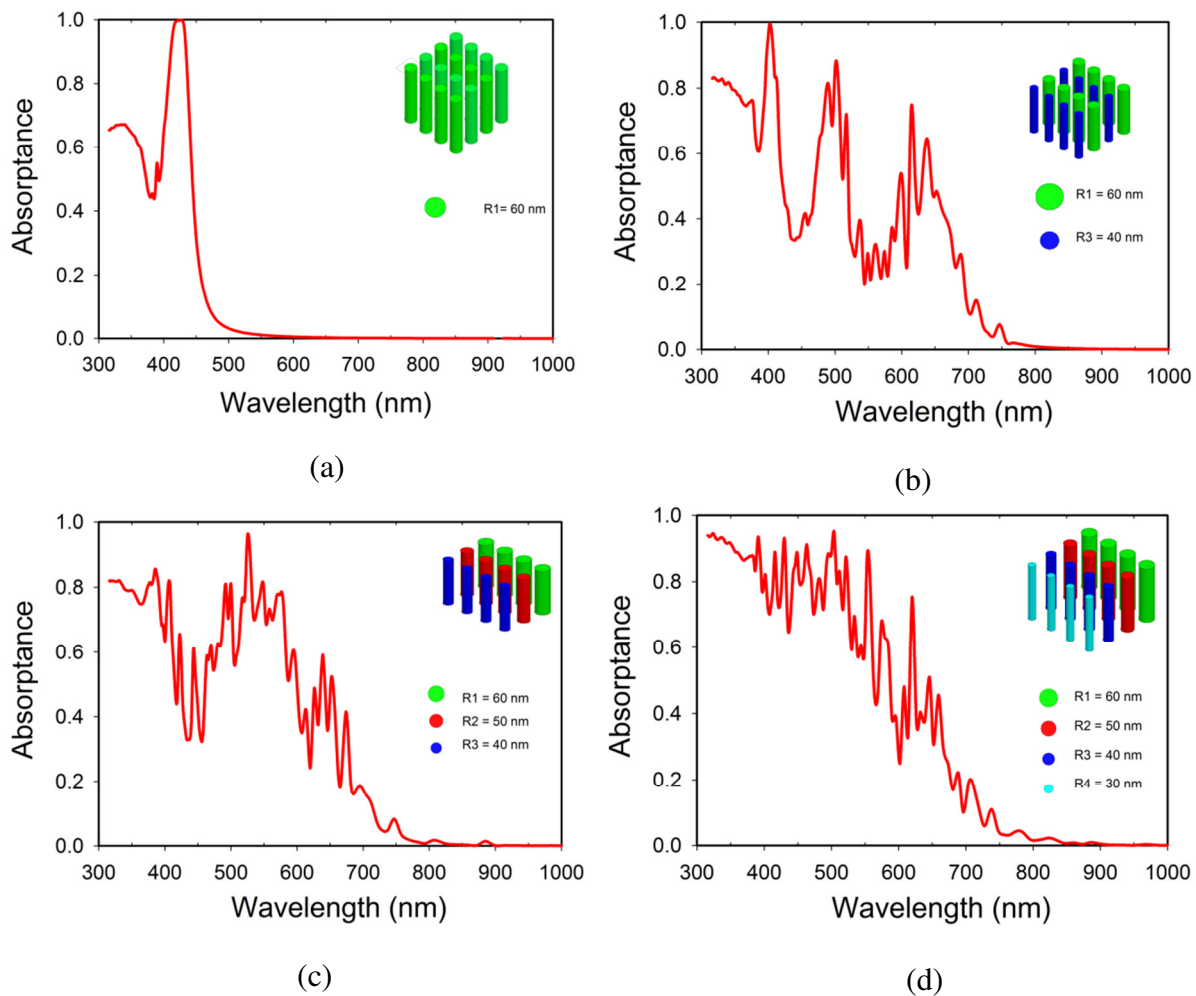 1.0
0.8
0.6
0.4
0.2
0.0
Absorptance
300 400 500 600 700 800 900 1000
Wavelength (nm)
R1= 60 nm
(a)
1.0
0.8
0.6
0.4
0.2
0.0
Absorptance
300 400 500 600 700 800 900 1000
Wavelength (nm)
R1 = 60 nm
R3 = 40 nm
(b)
1.0
0.8
0.6
0.4
0.2
0.0
Absorptance
300 400 500 600 700 800 900 1000
Wavelength (nm)
R1 = 60 nm
R2 = 50 nm
R3 = 40 nm
(c)
1.0
0.8
0.6
0.4
0.2
0.0
Absorptance
300 400 500 600 700 800 900 1000
Wavelength (nm)
R1 = 60 nm
R2 = 50 nm
R3 = 40 nm
R4 = 30 nm
(d)